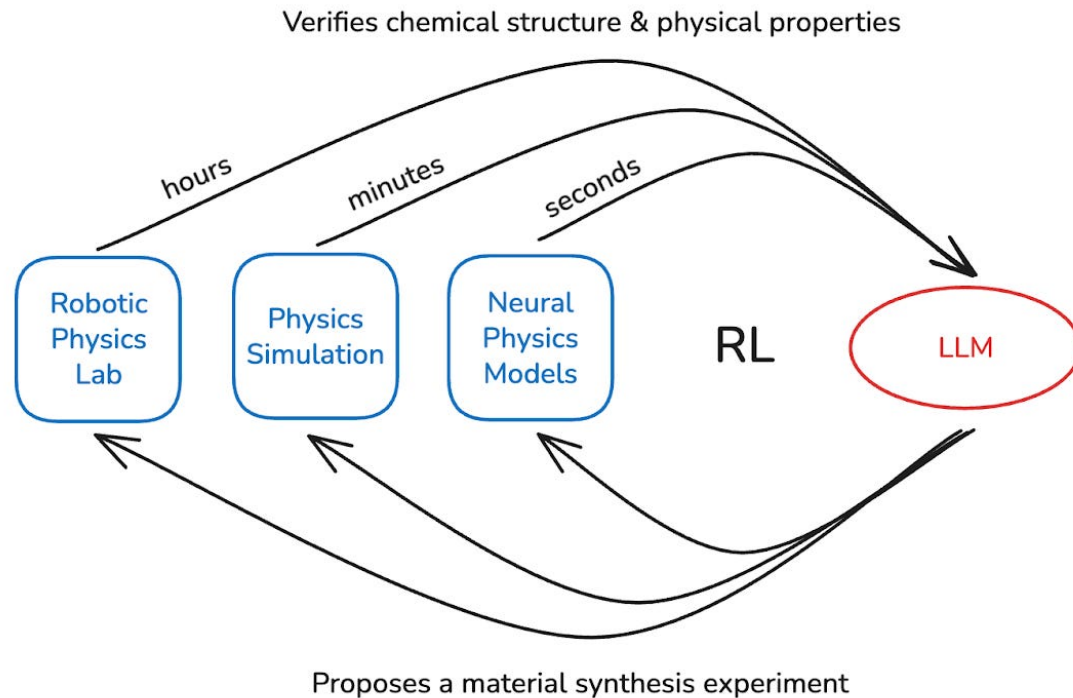 Verifies chemical structure & physical properties
hours
minutes
seconds
Robotic
Physics
Lab
Physics
Simulation
Neural
Physics
Models
RL
LLM
Proposes a material synthesis experiment